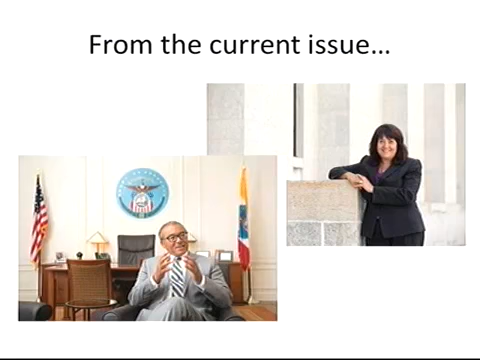 From the current issue…